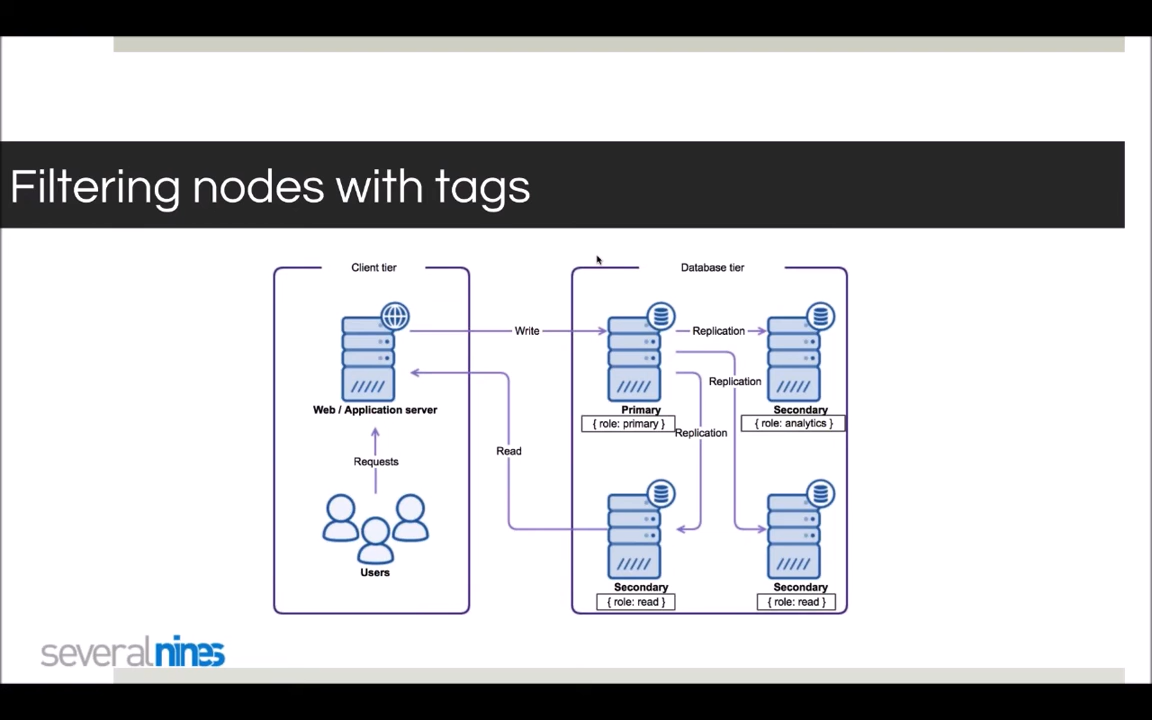 Filtering nodes with tags
Client tier
Database tier
Write
Replication
Replication
Web / Application server
Primary
{ role: primary }
Secondary
{ role: analytics }
Replication
Read
Requests
Users
Secondary
{ role: read }
Secondary
{ role: read }
severalnines